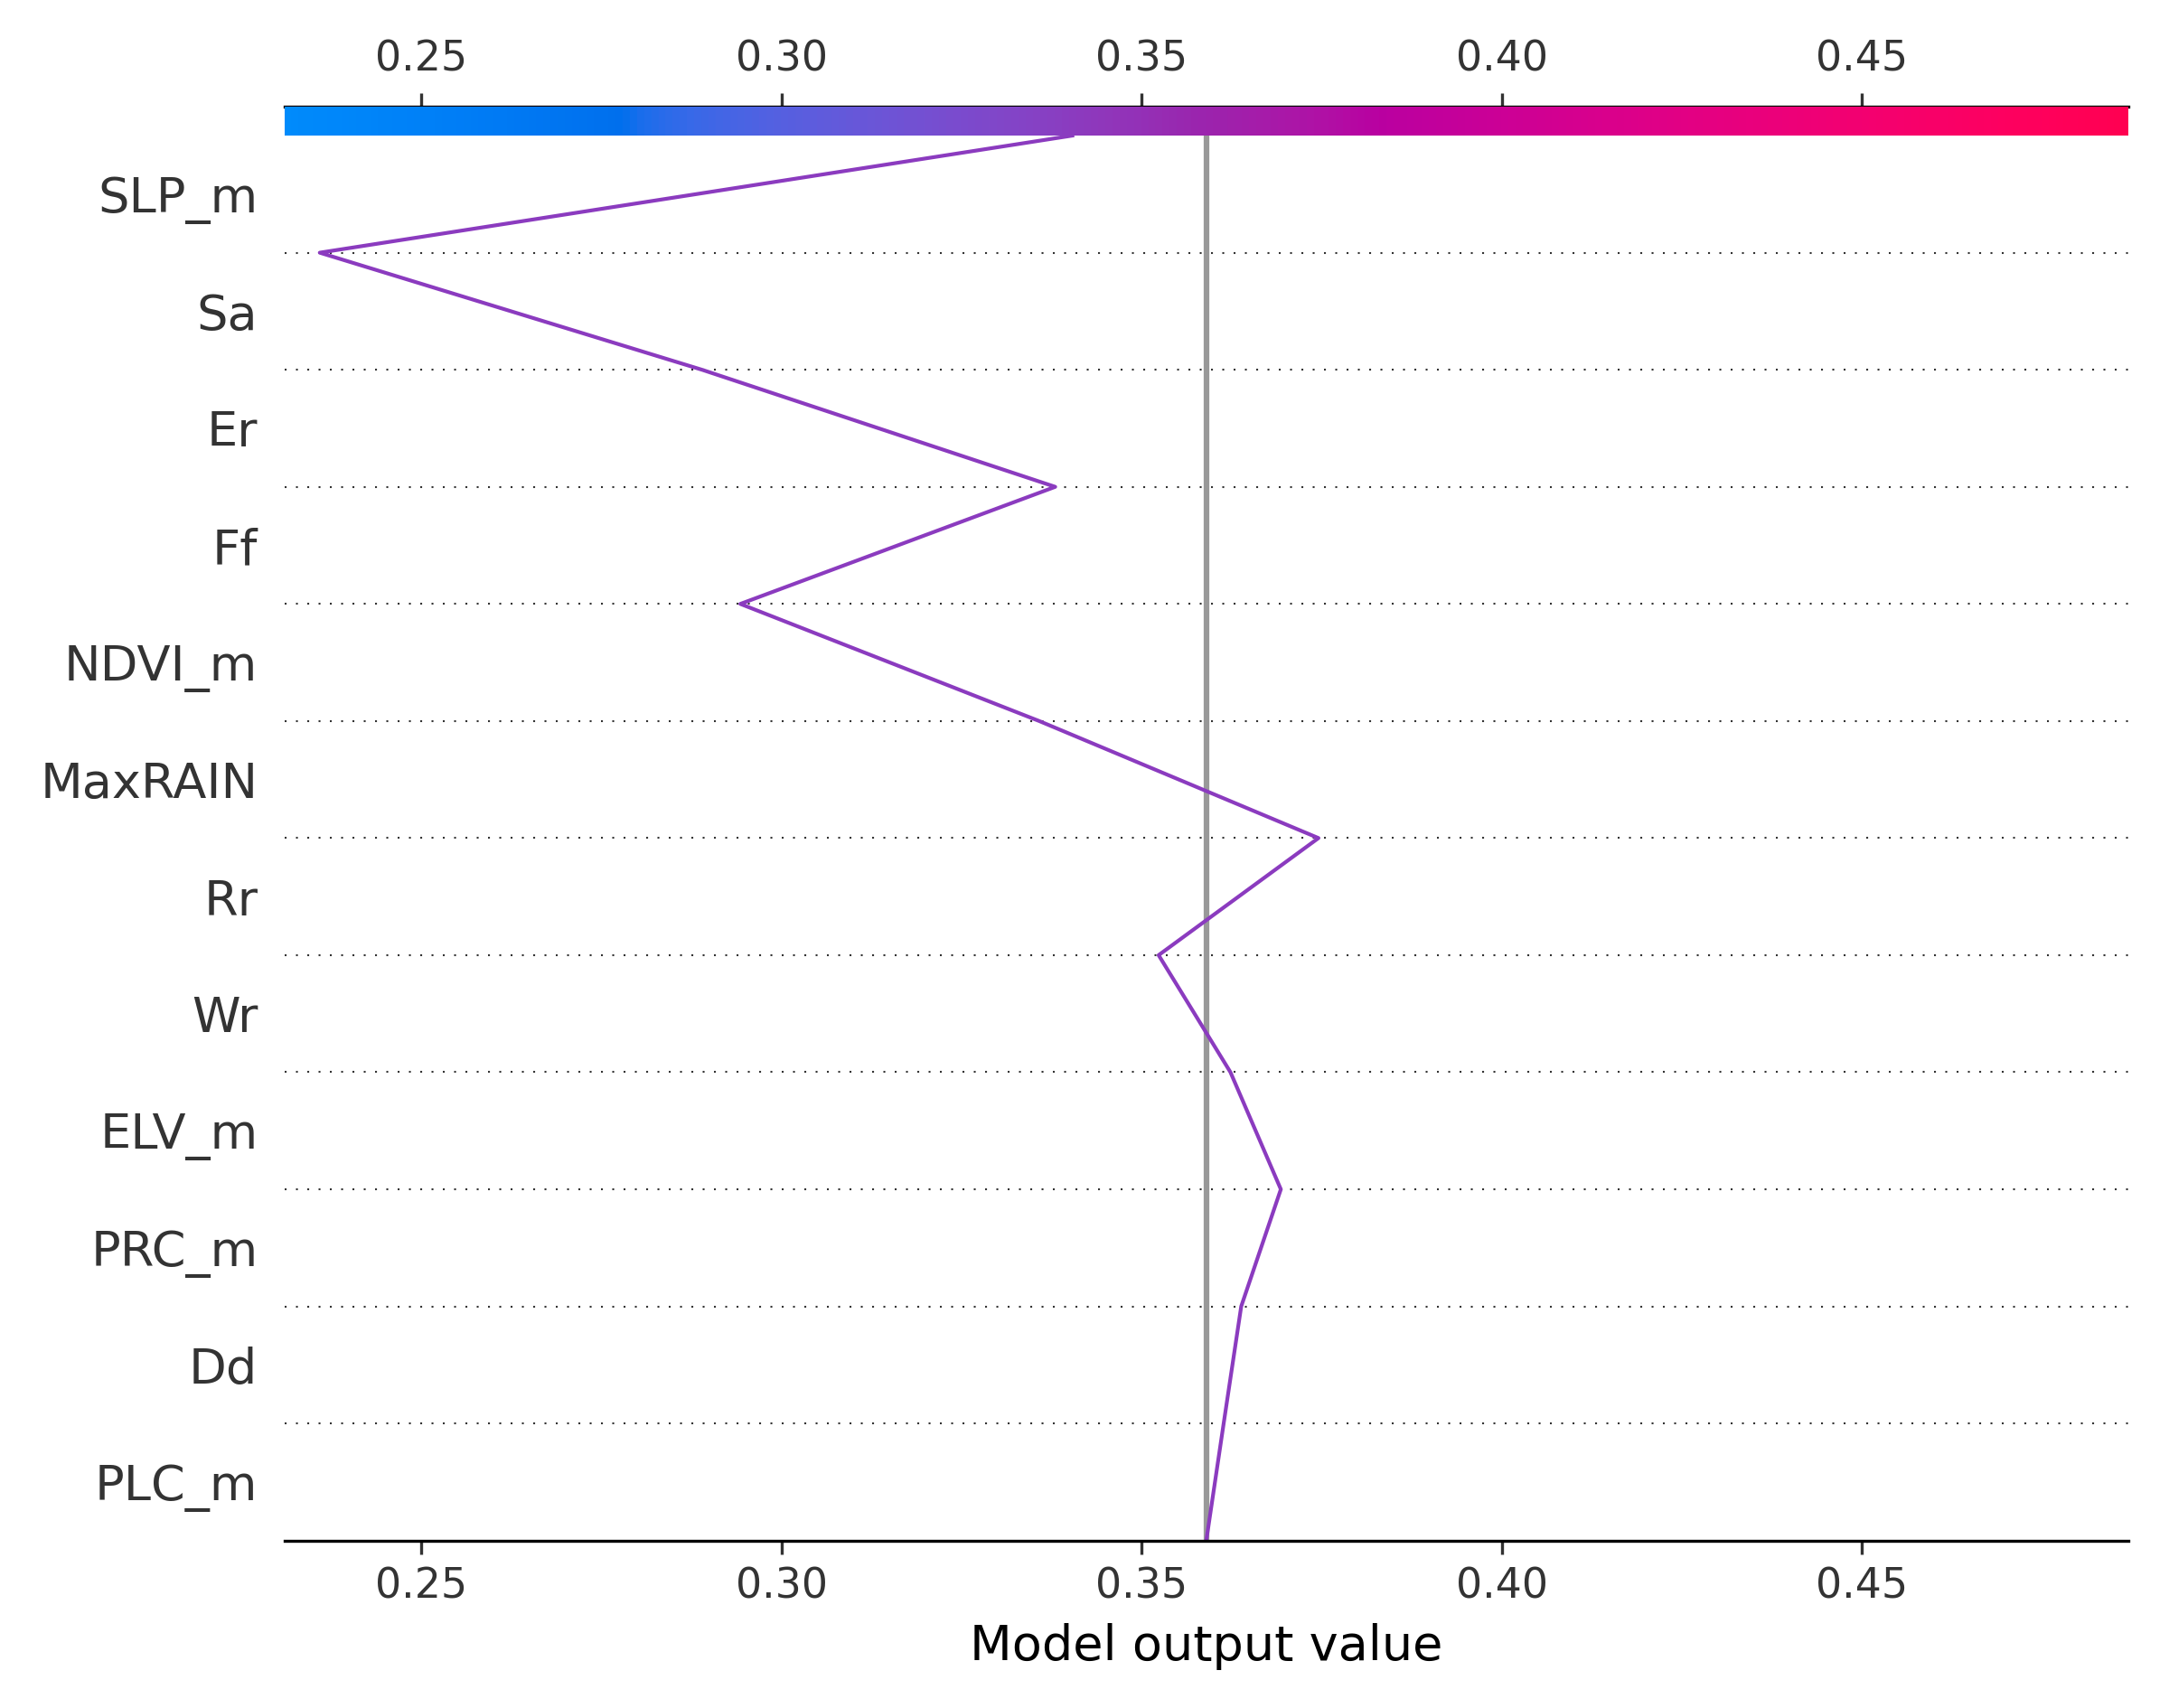 0.25 0.30 0.35 0.40 0.45
SLP_m
Sa
Er
Ff
NDVI_m
MaxRAIN
Rr
Wr
ELV_m
PRC_m
Dd
PLC_m
0.25 0.30 0.35 0.40 0.45
Model output value